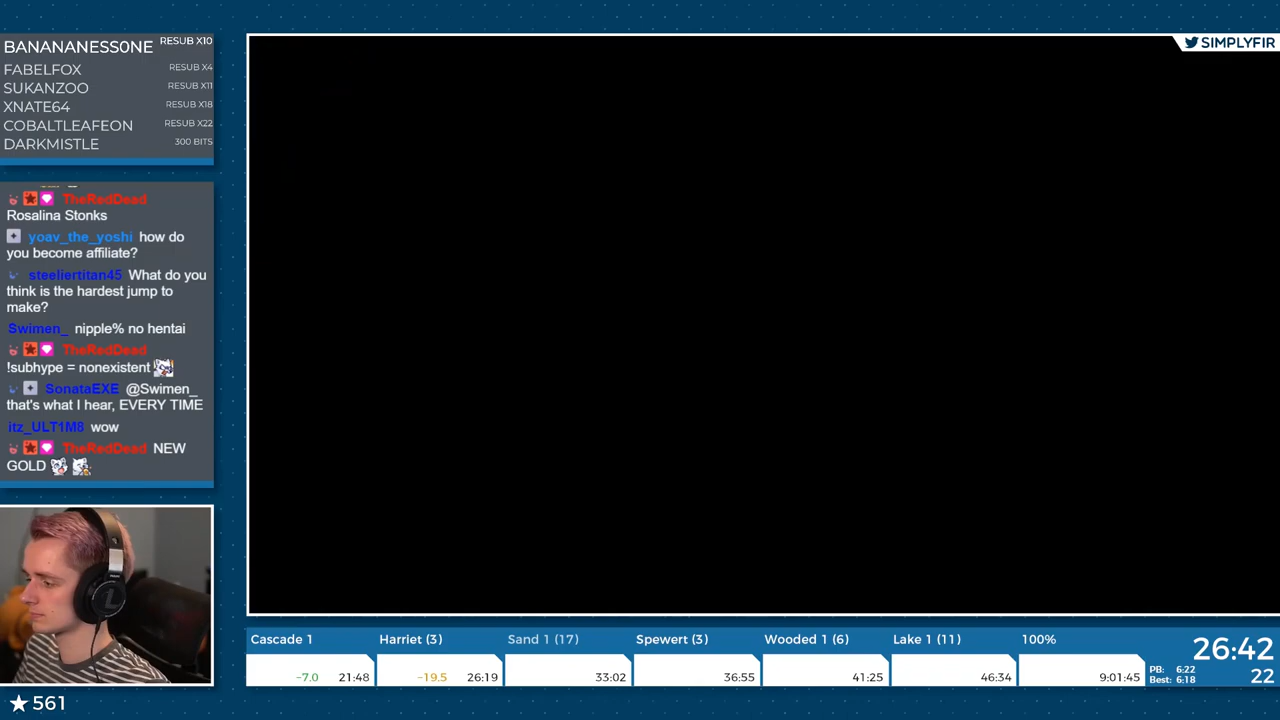 BANANANESS0NE RESUB X10
FABELFOX RESUB X4
SUKANZOO RESUB X11
XNATE64 RESUB X18
COBALTLEAFEON RESUB X22
DARKMISTLE 300 BITS
TheRedDead
Rosalina Stonks
yoav_the_yoshi how do
you become affiliate?
steeliertitan45 What do you
think is the hardest jump to
make?
Swimen_ nipple% no hentai
TheRedDead
!subhype = nonexistent
SonataEXE @Swimen_
that's what I hear, EVERY TIME
itz_ULT1M8 wow
TheRedDead NEW
GOLD
561
SIMPLYFIR
Cascade 1 Harriet (3) Sand 1 (17) Spewert (3) Wooded 1 (6) Lake 1 (11) 100%
−7.0 21:48 −19.5 26:19 33:02 36:55 41:25 46:34 9:01:45
26:42
PB: 6:22
Best: 6:18
22